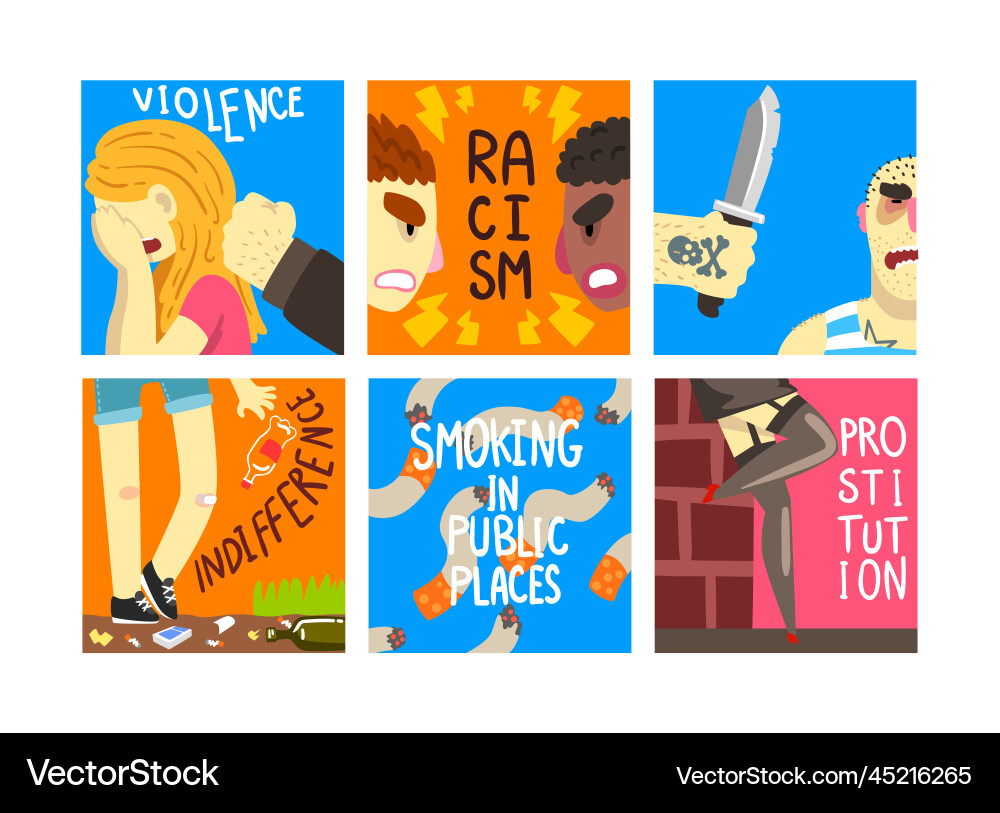 VIOLENCE
RA
CI
SM
INDIFFERENCE
SMOKING
IN
PUBLIC
PLACES
PRO
STI
TUT
ION
VectorStock
VectorStock.com/45216265